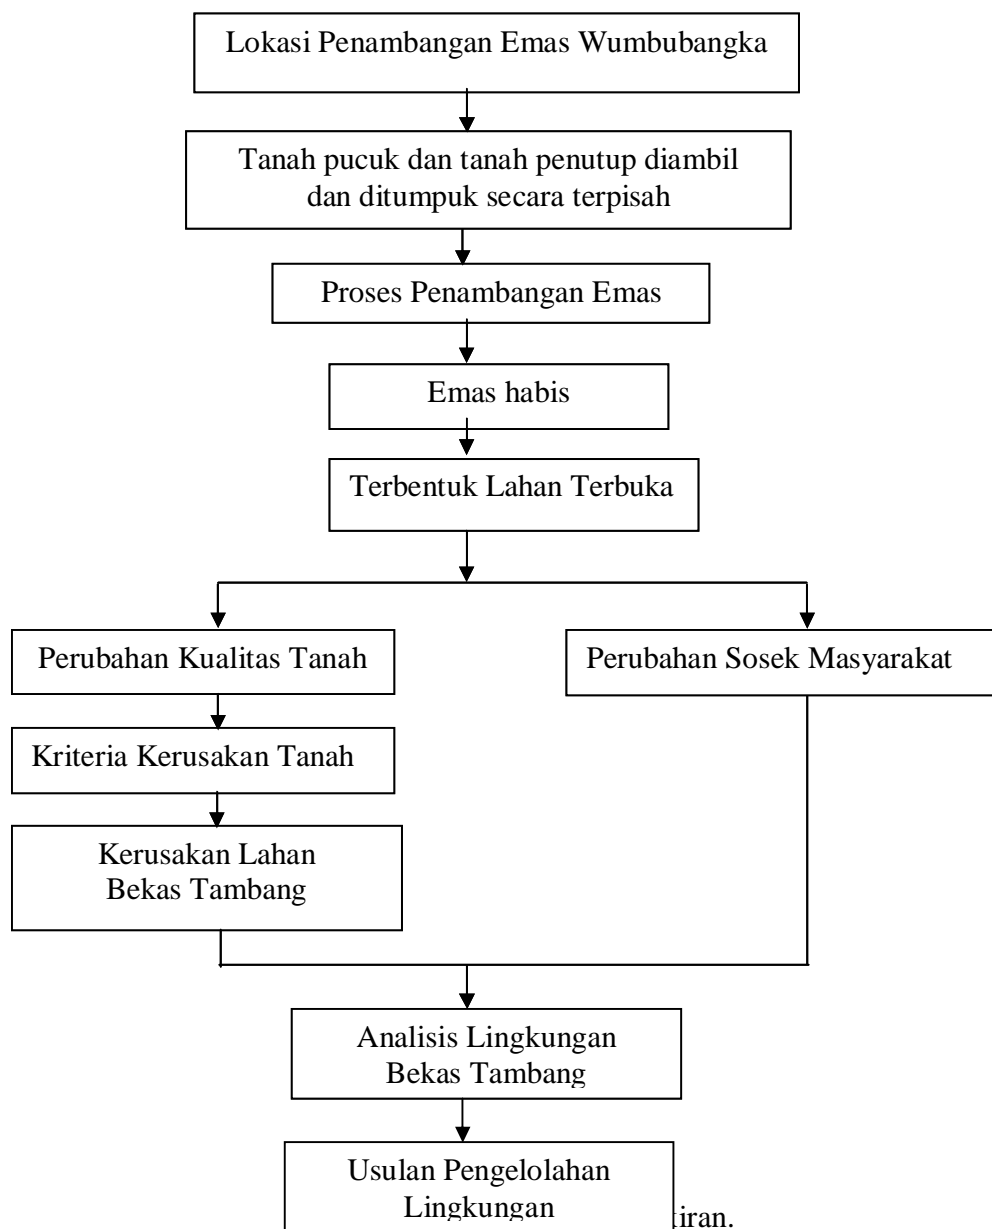 Lokasi Penambangan Emas Wumbubangka
Tanah pucuk dan tanah penutup diambil
dan ditumpuk secara terpisah
Proses Penambangan Emas
Emas habis
Terbentuk Lahan Terbuka
Perubahan Kualitas Tanah
Perubahan Sosek Masyarakat
Kriteria Kerusakan Tanah
Kerusakan Lahan
Bekas Tambang
Analisis Lingkungan
Bekas Tambang
Usulan Pengelolahan
Lingkungan